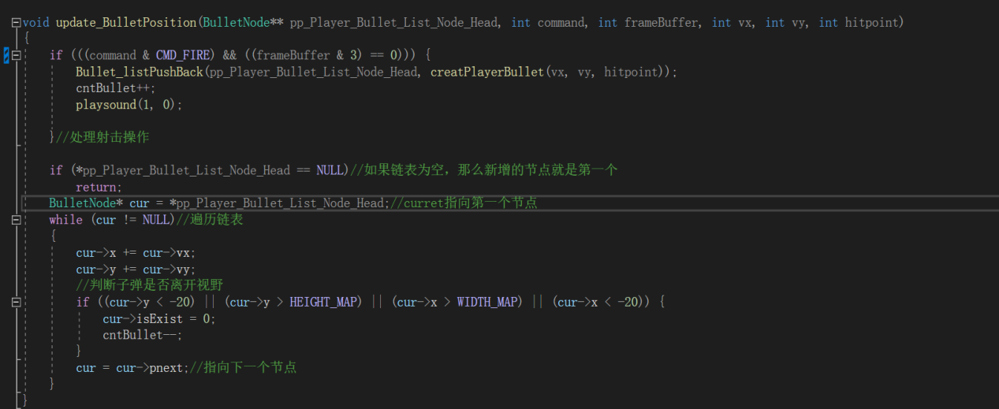 void update_BulletPosition(BulletNode** pp_Player_Bullet_List_Node_Head, int command, int frameBuffer, int vx, int vy, int hitpoint)
{
if (((command & CMD_FIRE) && ((frameBuffer & 3) == 0))) {
Bullet_listPushBack(pp_Player_Bullet_List_Node_Head, creatPlayerBullet(vx, vy, hitpoint));
cntBullet++;
playsound(1, 0);
}//处理射击操作
if (*pp_Player_Bullet_List_Node_Head == NULL)//如果链表为空，那么新增的节点就是第一个
return;
BulletNode* cur = *pp_Player_Bullet_List_Node_Head;//curret指向第一个节点
while (cur != NULL)//遍历链表
{
cur->x += cur->vx;
cur->y += cur->vy;
//判断子弹是否离开视野
if ((cur->y < -20) || (cur->y > HEIGHT_MAP) || (cur->x > WIDTH_MAP) || (cur->x < -20)) {
cur->isExist = 0;
cntBullet--;
}
cur = cur->pnext;//指向下一个节点
}
}